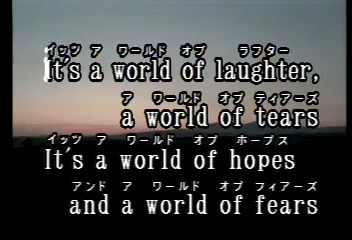 イッツ ア ワールド オブ ラフター
It's a world of laughter,
ア ワールド オブ ティアーズ
a world of tears
イッツ ア ワールド オブ ホープス
It's a world of hopes
アンド ア ワールド オブ フィアーズ
and a world of fears